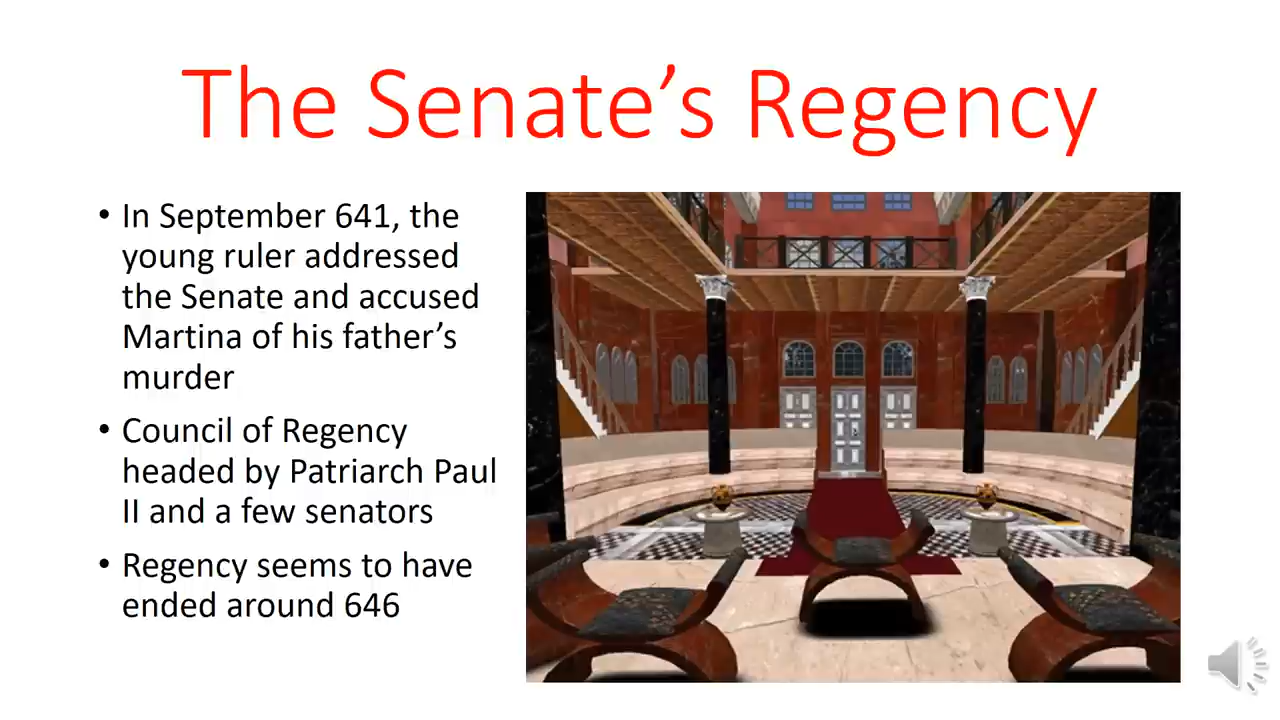 The Senate’s Regency
• In September 641, the
young ruler addressed
the Senate and accused
Martina of his father’s
murder
• Council of Regency
headed by Patriarch Paul
II and a few senators
• Regency seems to have
ended around 646